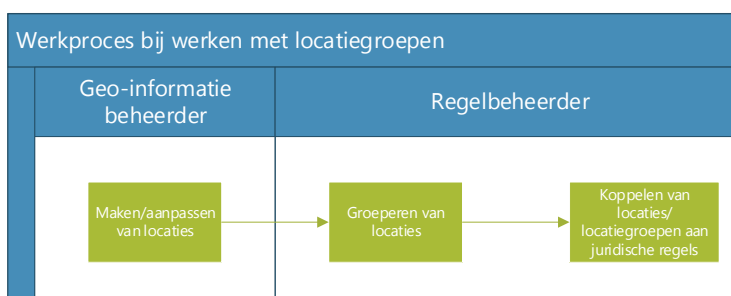 Werkproces bij werken met locatiegroepen
Geo-informatie
beheerder
Regelbeheerder
Maken/aanpassen
van locaties
Groeperen van
locaties
Koppelen van
locaties/
locatiegroepen aan
juridische regels